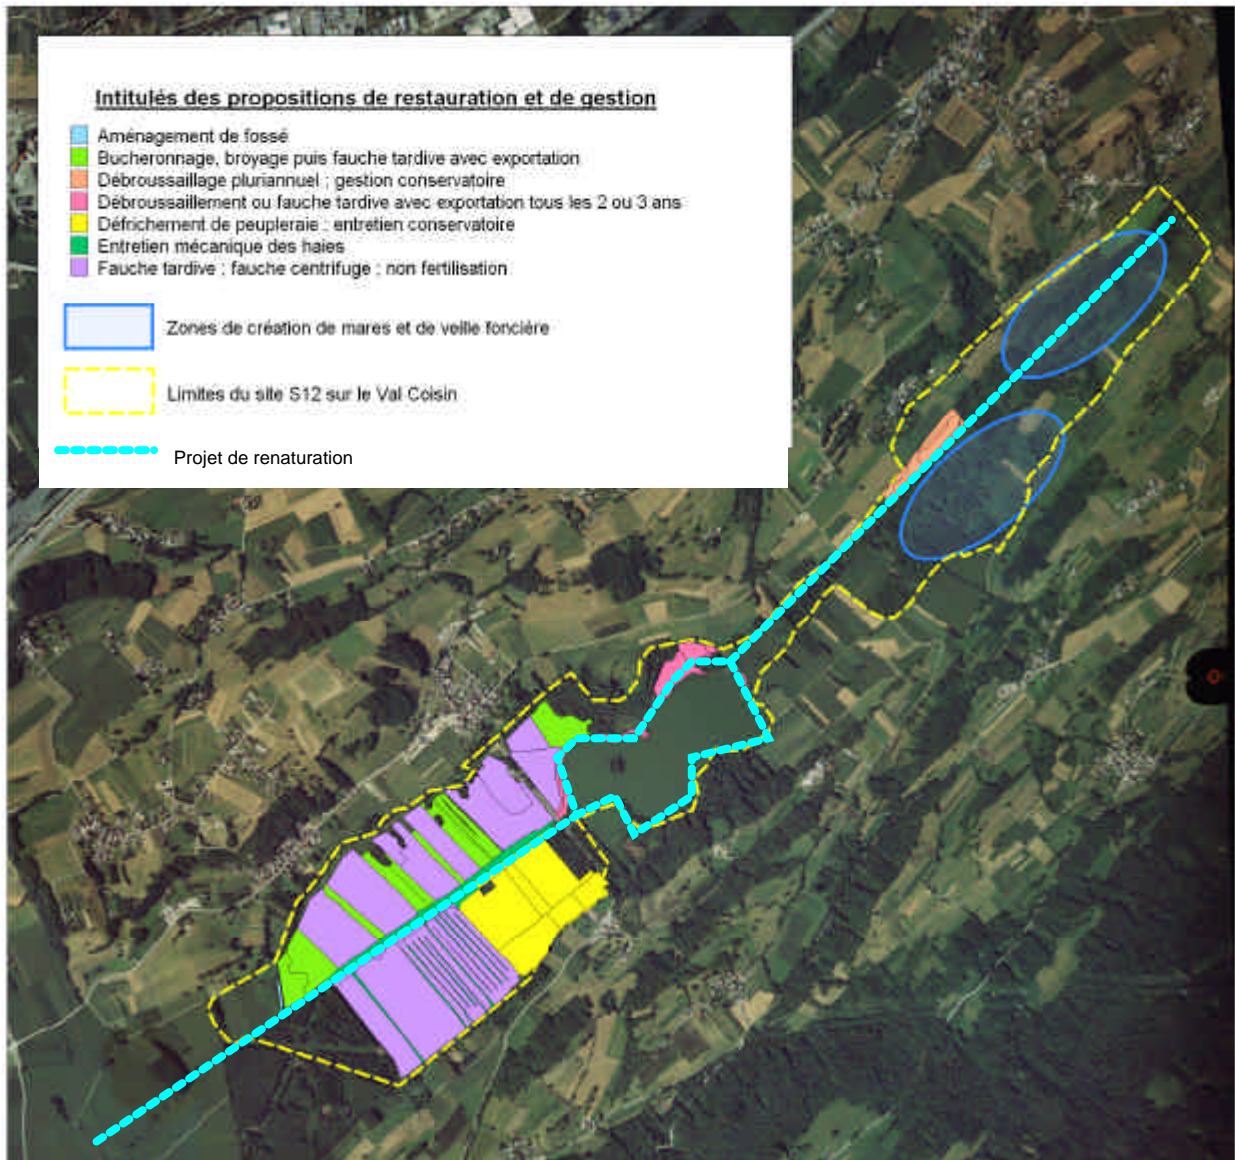 Intitulés des propositions de restauration et de gestion
Aménagement de fossé
Bucheronnage, broyage puis fauche tardive avec exportation
Débroussaillage pluriannuel ; gestion conservatoire
Débroussaillement ou fauche tardive avec exportation tous les 2 ou 3 ans
Défrichement de peupleraie ; entretien conservatoire
Entretien mécanique des haies
Fauche tardive ; fauche centrifuge ; non fertilisation
Zones de création de mares et de veille foncière
Limites du site S12 sur le Val Coisin
Projet de renaturation